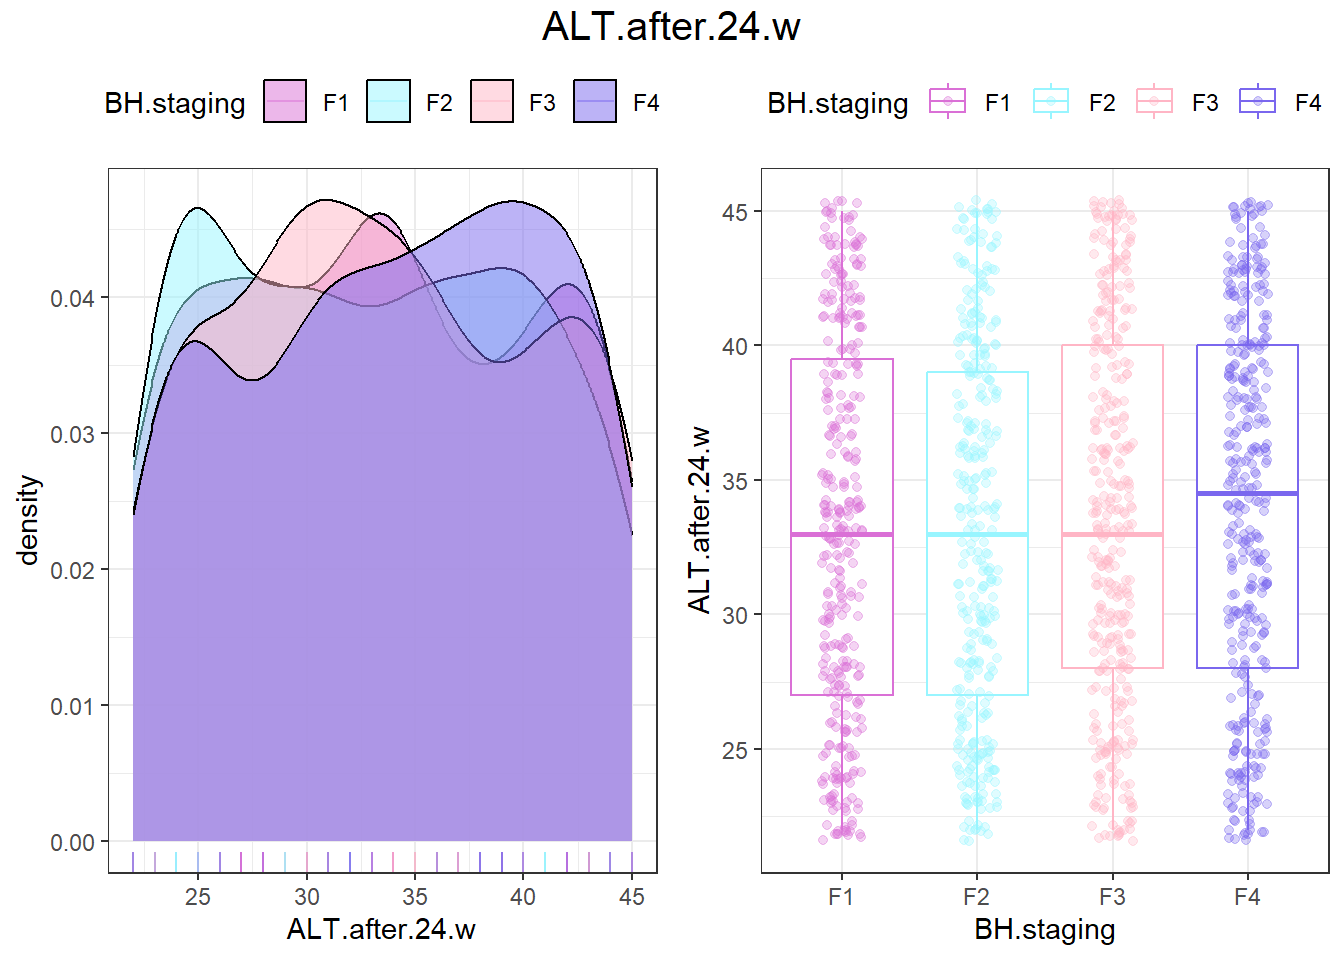 ALT.after.24.w
BH.staging F1 F2 F3 F4
density
0.04
0.03
0.02
0.01
0.00
25 30 35 40 45
ALT.after.24.w
BH.staging F1 F2 F3 F4
ALT.after.24.w
45
40
35
30
25
F1 F2 F3 F4
BH.staging